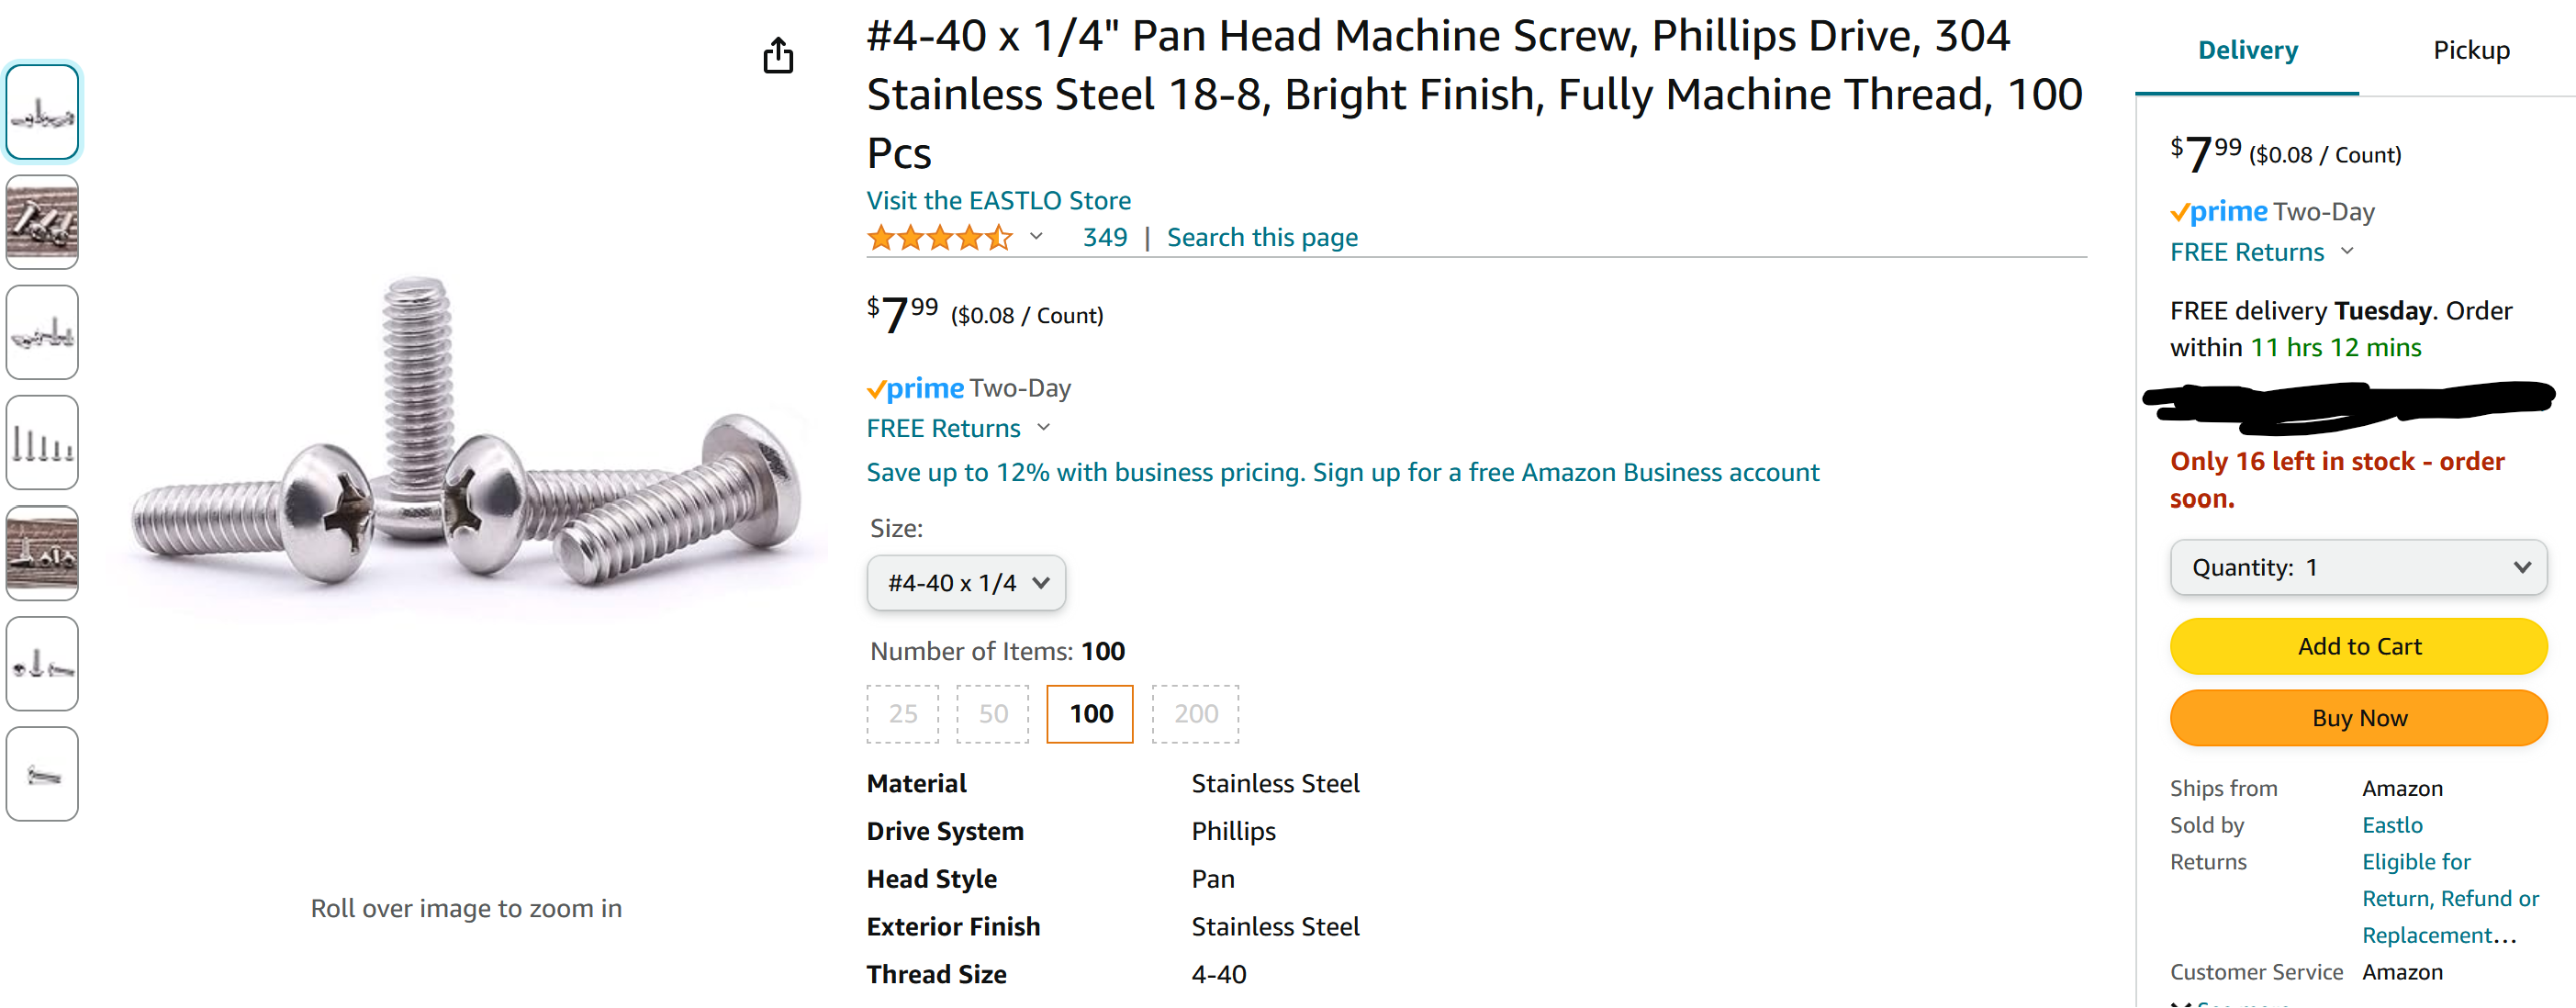 #4-40 x 1/4" Pan Head Machine Screw, Phillips Drive, 304
Stainless Steel 18-8, Bright Finish, Fully Machine Thread, 100
Pcs
Visit the EASTLO Store
349 | Search this page
$7.99 ($0.08 / Count)
prime Two-Day
FREE Returns
Save up to 12% with business pricing. Sign up for a free Amazon Business account
Size:
#4-40 x 1/4
Number of Items: 100
25 50 100 200
Material Stainless Steel
Drive System Phillips
Head Style Pan
Exterior Finish Stainless Steel
Thread Size 4-40
Roll over image to zoom in
Delivery Pickup
$7.99 ($0.08 / Count)
prime Two-Day
FREE Returns
FREE delivery Tuesday. Order
within 11 hrs 12 mins
Only 16 left in stock - order
soon.
Quantity: 1
Add to Cart
Buy Now
Ships from Amazon
Sold by Eastlo
Returns Eligible for
Return, Refund or
Replacement...
Customer Service Amazon